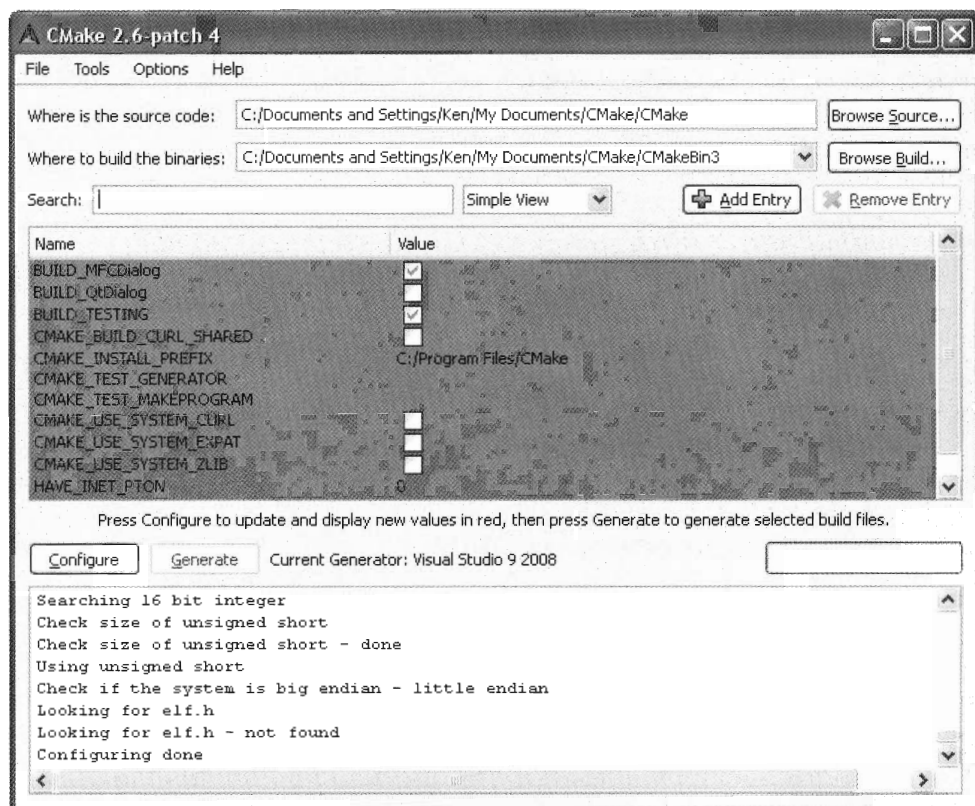 CMake 2.6-patch 4
File Tools Options Help
Where is the source code: C:/Documents and Settings/Ken/My Documents/CMake/CMake Browse Source...
Where to build the binaries: C:/Documents and Settings/Ken/My Documents/CMake/CMakeBin3 Browse Build...
Search: Simple View Add Entry Remove Entry
Name Value
BUILD_MFCDialog
BUILD_QtDialog
BUILD_TESTING
CMAKE_BUILD_CURL_SHARED
CMAKE_INSTALL_PREFIX C:/Program Files/CMake
CMAKE_TEST_GENERATOR
CMAKE_TEST_MAKEPROGRAM
CMAKE_USE_SYSTEM_CURL
CMAKE_USE_SYSTEM_EXPAT
CMAKE_USE_SYSTEM_ZLIB
HAVE_INET_PTON 0
Press Configure to update and display new values in red, then press Generate to generate selected build files.
Configure Generate Current Generator: Visual Studio 9 2008
Searching 16 bit integer
Check size of unsigned short
Check size of unsigned short - done
Using unsigned short
Check if the system is big endian - little endian
Looking for elf.h
Looking for elf.h - not found
Configuring done